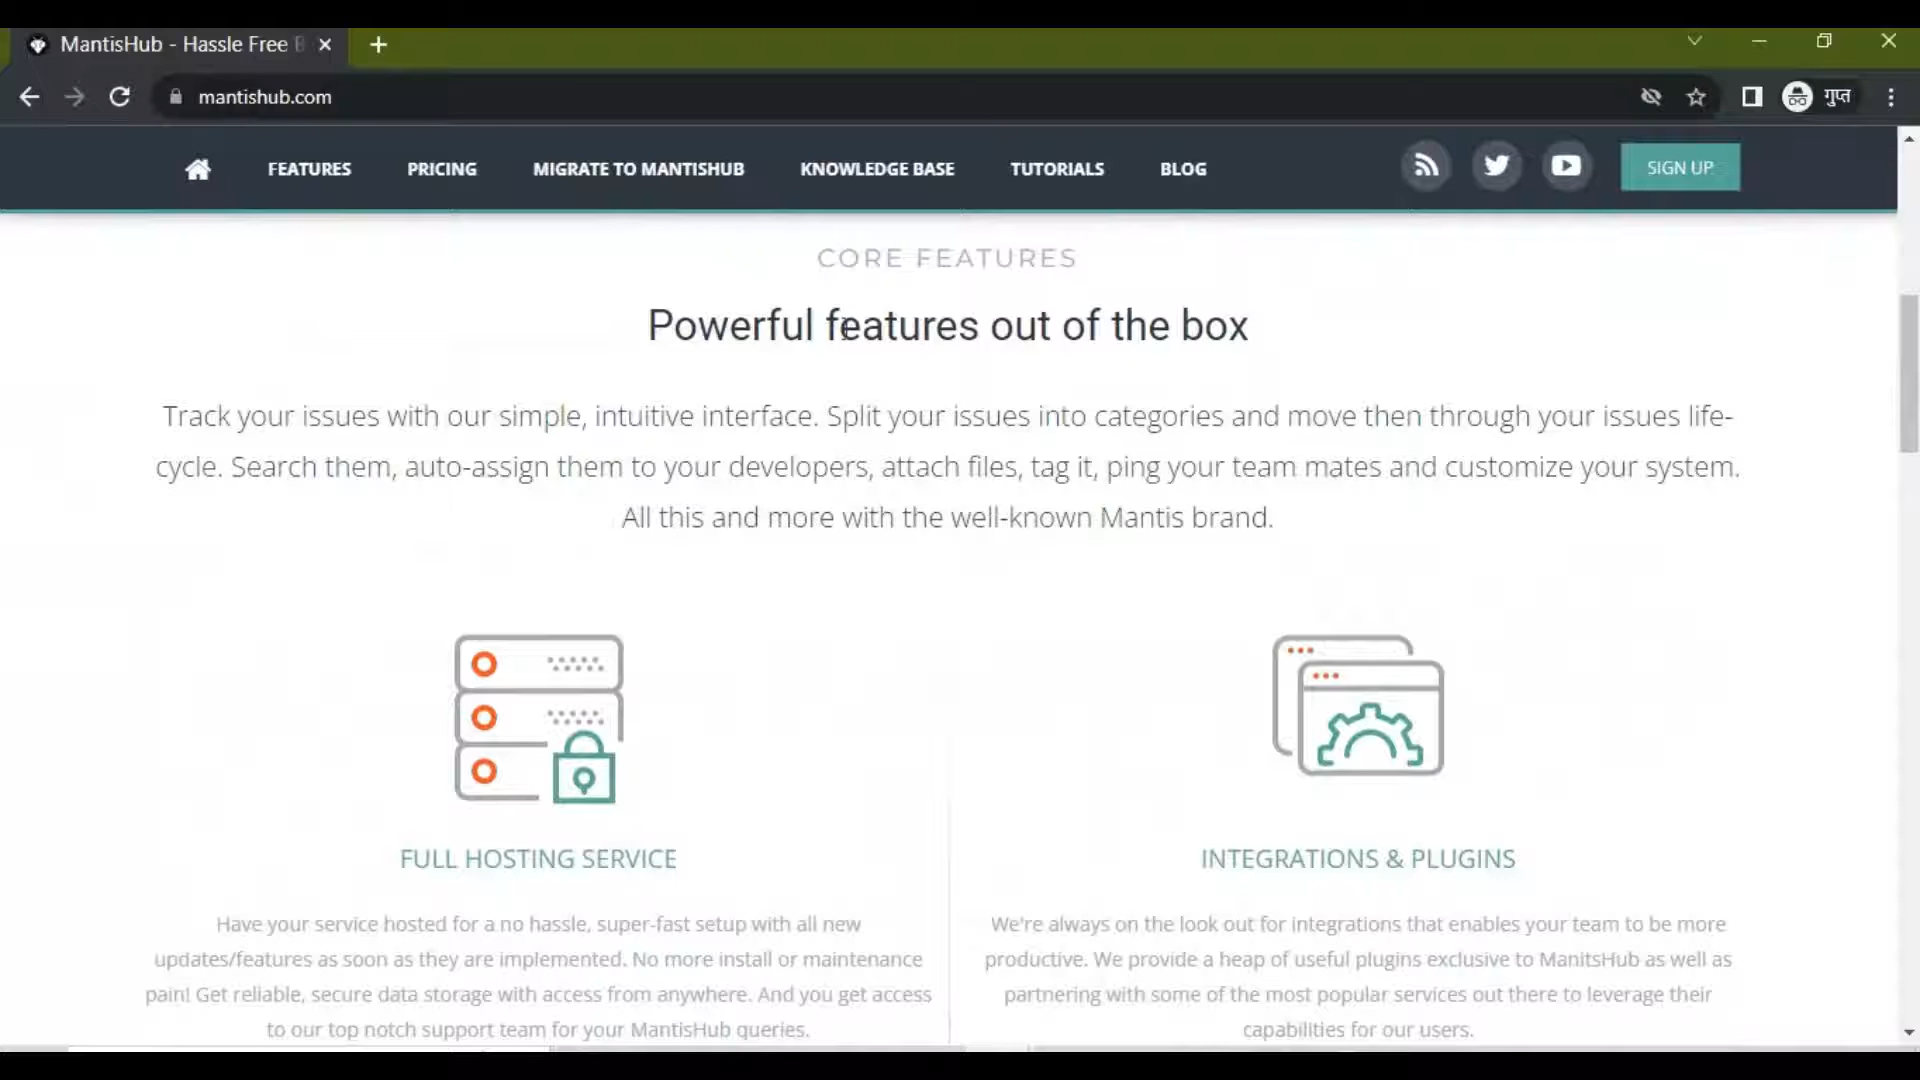 MantisHub - Hassle Free B
mantishub.com
गुप्त
FEATURES PRICING MIGRATE TO MANTISHUB KNOWLEDGE BASE TUTORIALS BLOG SIGN UP
CORE FEATURES
Powerful features out of the box
Track your issues with our simple, intuitive interface. Split your issues into categories and move then through your issues life-
cycle. Search them, auto-assign them to your developers, attach files, tag it, ping your team mates and customize your system.
All this and more with the well-known Mantis brand.
FULL HOSTING SERVICE
Have your service hosted for a no hassle, super-fast setup with all new
updates/features as soon as they are implemented. No more install or maintenance
pain! Get reliable, secure data storage with access from anywhere. And you get access
to our top notch support team for your MantisHub queries.
INTEGRATIONS & PLUGINS
We're always on the look out for integrations that enables your team to be more
productive. We provide a heap of useful plugins exclusive to ManitsHub as well as
partnering with some of the most popular services out there to leverage their
capabilities for our users.